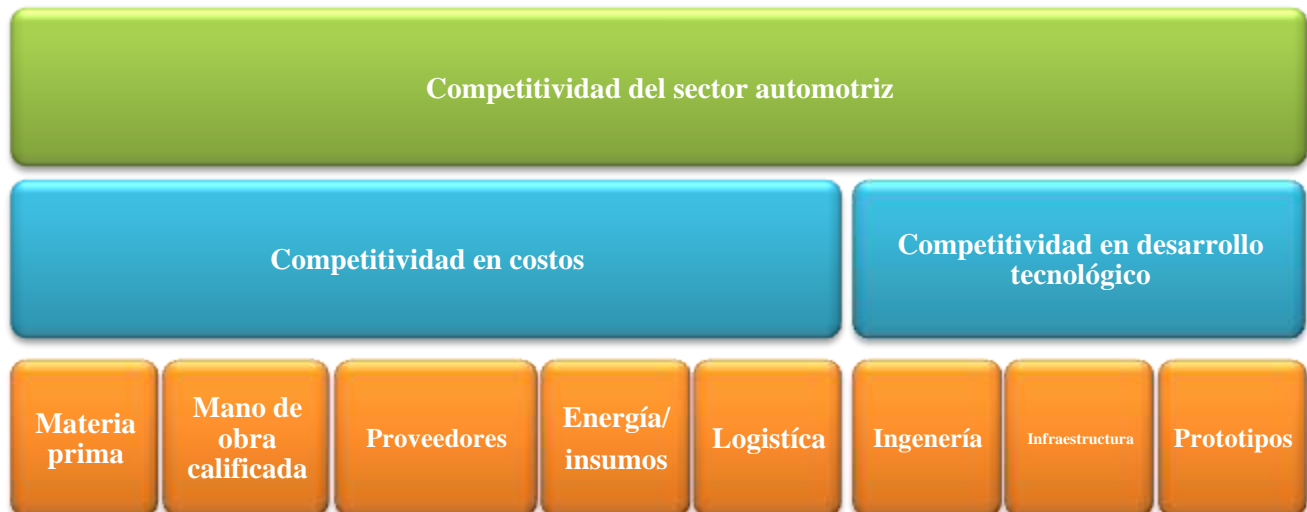 Competitividad del sector automotriz
Competitividad en costos
Competitividad en desarrollo
tecnológico
Materia
prima
Mano de
obra
calificada
Proveedores
Energía/
insumos
Logistíca
Ingenería
Infraestructura
Prototipos